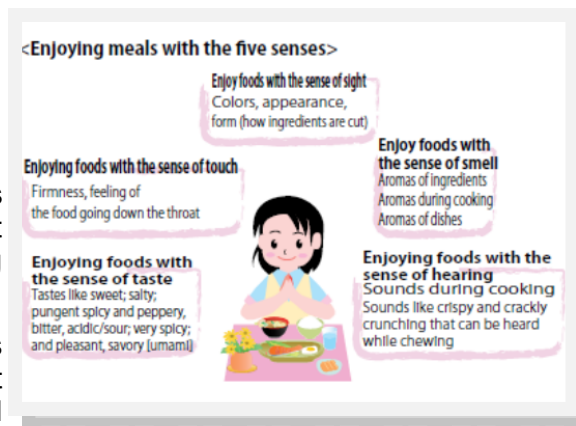 <Enjoying meals with the five senses>
Enjoy foods with the sense of sight
Colors, appearance,
form (how ingredients are cut)
Enjoy foods with
the sense of smell
Aromas of ingredients
Aromas during cooking
Aromas of dishes
Enjoying foods with the sense of touch
Firmness, feeling of
the food going down the throat
Enjoying foods with
the sense of taste
Tastes like sweet; salty;
pungent spicy and peppery,
bitter, acidic/sour; very spicy;
and pleasant, savory [umami)
Enjoying foods with the
sense of hearing
Sounds during cooking
Sounds like crispy and crackly
crunching that can be heard
while chewing